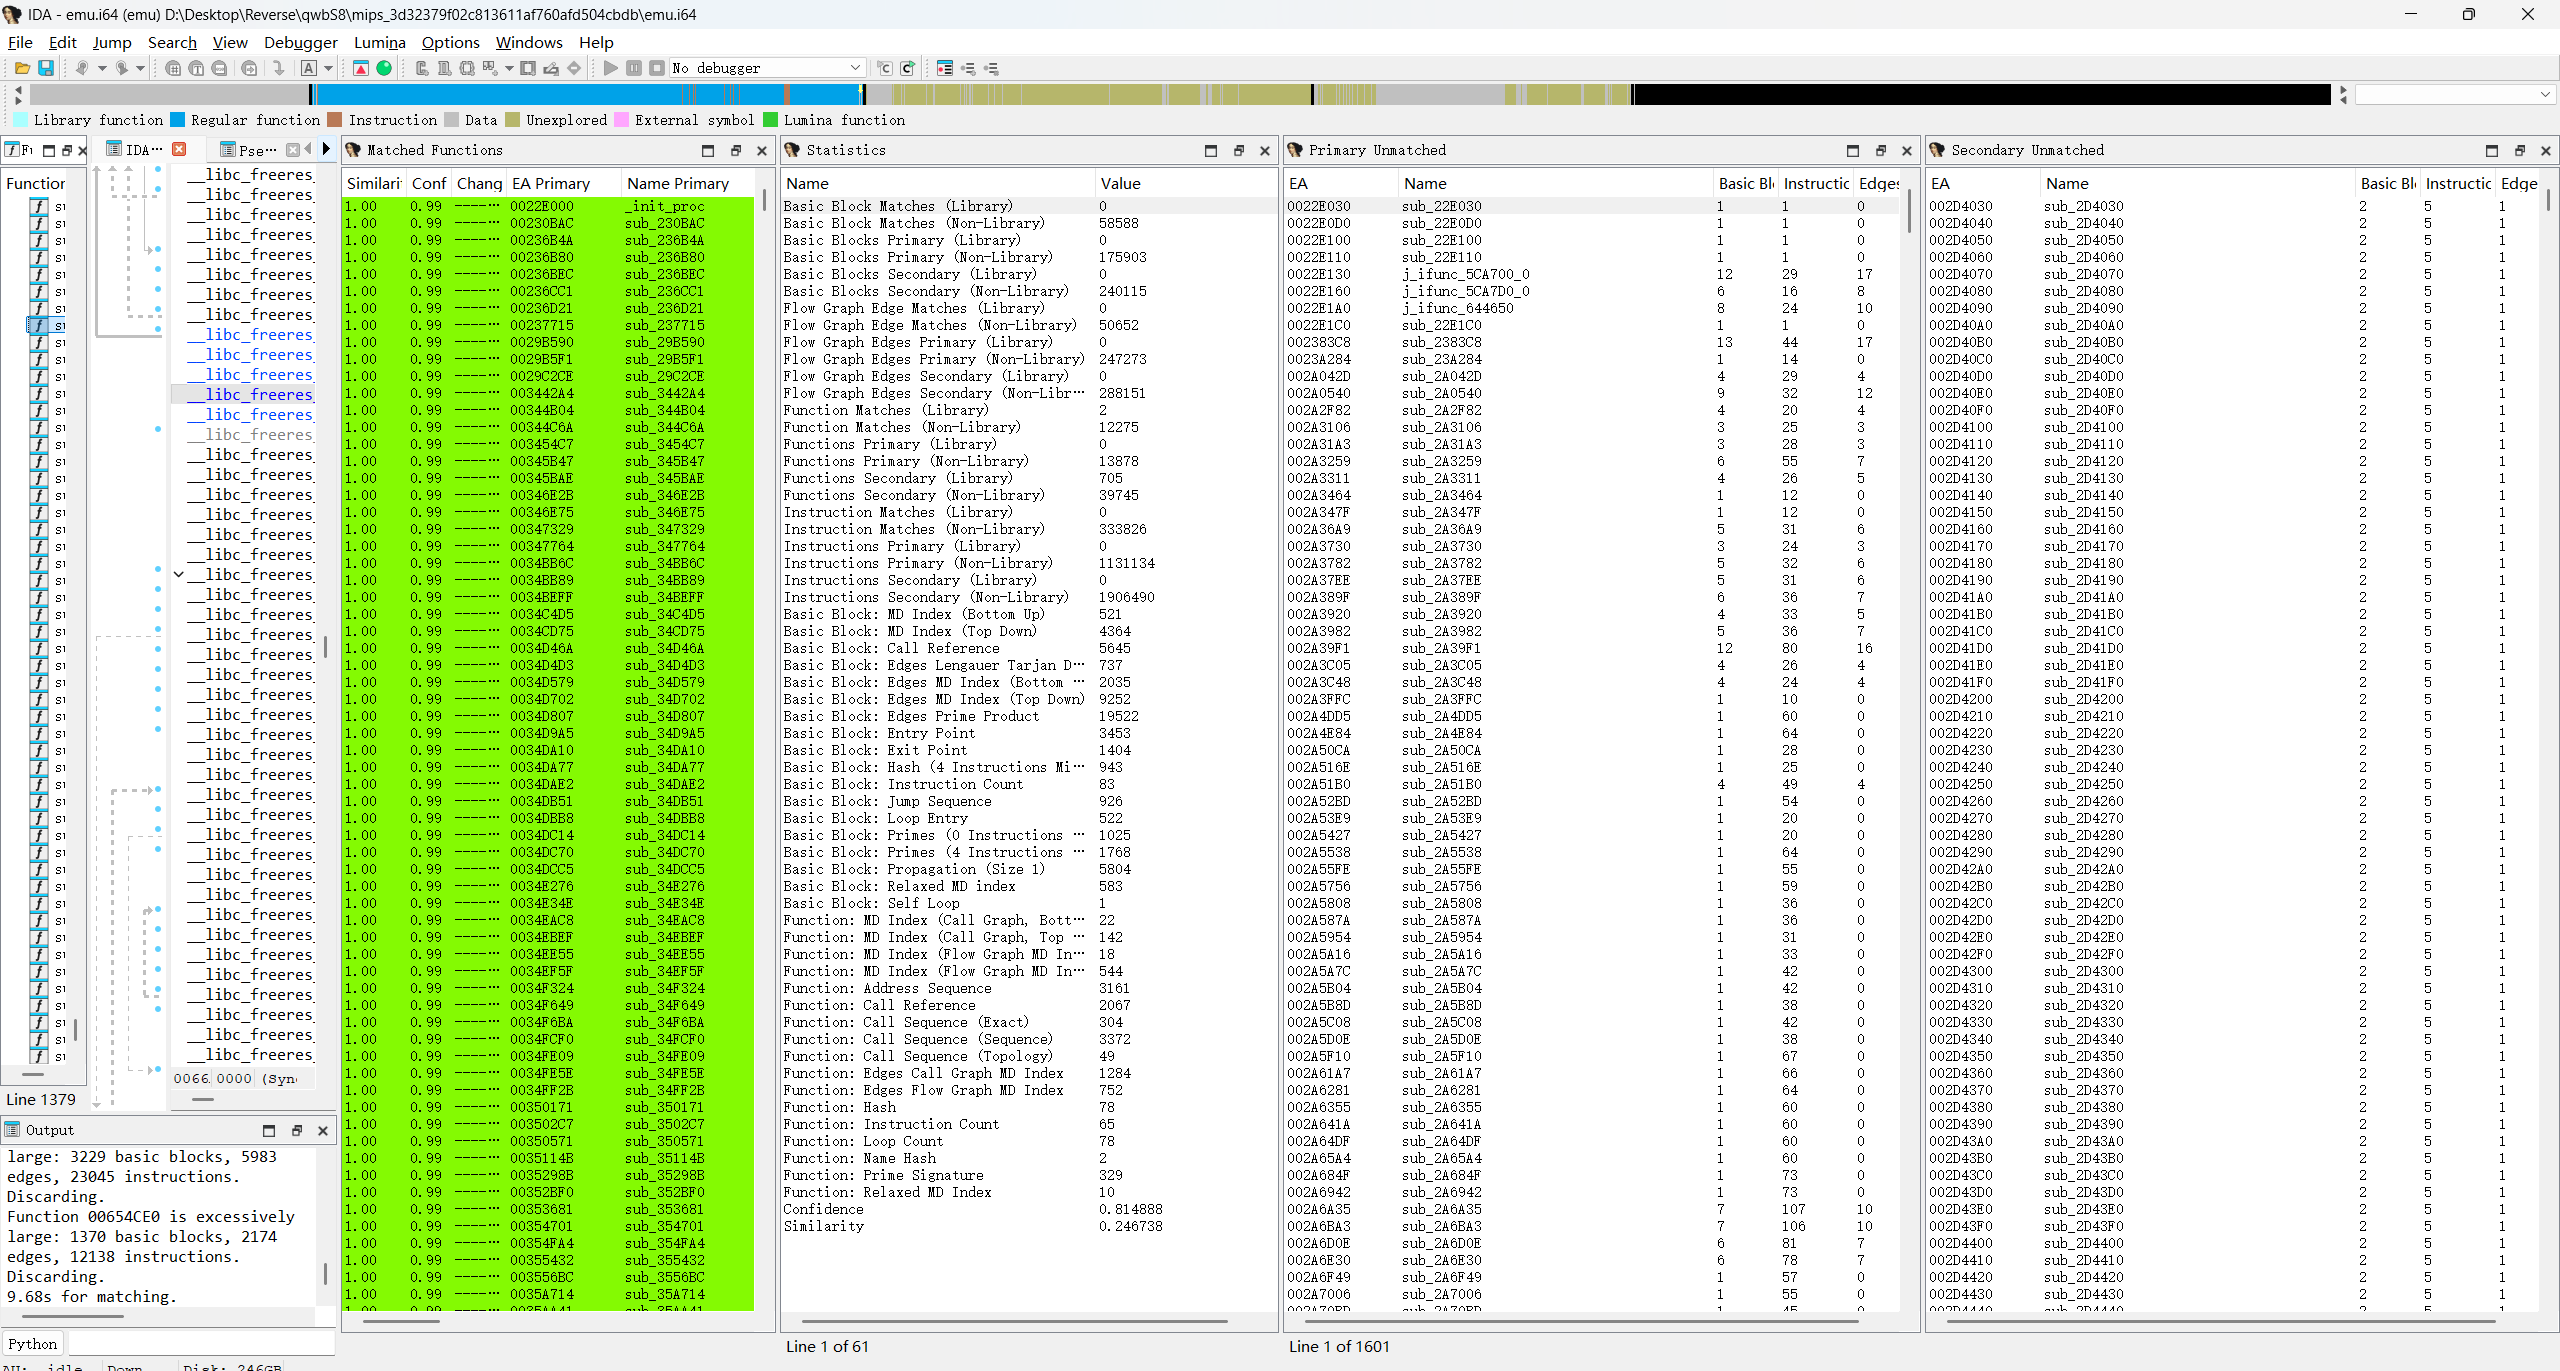 IDA - emu.i64 (emu) D:\Desktop\Reverse\qwbS8\mips_3d32379f02c813611af760afd504cbdb\emu.i64
File Edit Jump Search View Debugger Lumina Options Windows Help
No debugger
Library function Regular function Instruction Data Unexplored External symbol Lumina function
IDA⋯ Pse⋯
Function
__libc_freeres_
0066 0000 (Syn
Line 1379
Output
large: 3229 basic blocks, 5983
edges, 23045 instructions.
Discarding.
Function 00654CE0 is excessively
large: 1370 basic blocks, 2174
edges, 12138 instructions.
Discarding.
9.68s for matching.
Python
AU: idle Down Disk: 246GB
Matched Functions
Similari Conf Chang EA Primary Name Primary
1.00 0.99 ----⋯ 0022E000 _init_proc
1.00 0.99 ----⋯ 00230BAC sub_230BAC
1.00 0.99 ----⋯ 00236B4A sub_236B4A
1.00 0.99 ----⋯ 00236B80 sub_236B80
1.00 0.99 ----⋯ 00236BEC sub_236BEC
1.00 0.99 ----⋯ 00236CC1 sub_236CC1
1.00 0.99 ----⋯ 00236D21 sub_236D21
1.00 0.99 ----⋯ 00237715 sub_237715
1.00 0.99 ----⋯ 0029B590 sub_29B590
1.00 0.99 ----⋯ 0029B5F1 sub_29B5F1
1.00 0.99 ----⋯ 0029C2CE sub_29C2CE
1.00 0.99 ----⋯ 003442A4 sub_3442A4
1.00 0.99 ----⋯ 00344B04 sub_344B04
1.00 0.99 ----⋯ 00344C6A sub_344C6A
1.00 0.99 ----⋯ 003454C7 sub_3454C7
1.00 0.99 ----⋯ 00345B47 sub_345B47
1.00 0.99 ----⋯ 00345BAE sub_345BAE
1.00 0.99 ----⋯ 00346E2B sub_346E2B
1.00 0.99 ----⋯ 00346E75 sub_346E75
1.00 0.99 ----⋯ 00347329 sub_347329
1.00 0.99 ----⋯ 00347764 sub_347764
1.00 0.99 ----⋯ 0034BB6C sub_34BB6C
1.00 0.99 ----⋯ 0034BB89 sub_34BB89
1.00 0.99 ----⋯ 0034BEFF sub_34BEFF
1.00 0.99 ----⋯ 0034C4D5 sub_34C4D5
1.00 0.99 ----⋯ 0034CD75 sub_34CD75
1.00 0.99 ----⋯ 0034D46A sub_34D46A
1.00 0.99 ----⋯ 0034D4D3 sub_34D4D3
1.00 0.99 ----⋯ 0034D579 sub_34D579
1.00 0.99 ----⋯ 0034D702 sub_34D702
1.00 0.99 ----⋯ 0034D807 sub_34D807
1.00 0.99 ----⋯ 0034D9A5 sub_34D9A5
1.00 0.99 ----⋯ 0034DA10 sub_34DA10
1.00 0.99 ----⋯ 0034DA77 sub_34DA77
1.00 0.99 ----⋯ 0034DAE2 sub_34DAE2
1.00 0.99 ----⋯ 0034DB51 sub_34DB51
1.00 0.99 ----⋯ 0034DBB8 sub_34DBB8
1.00 0.99 ----⋯ 0034DC14 sub_34DC14
1.00 0.99 ----⋯ 0034DC70 sub_34DC70
1.00 0.99 ----⋯ 0034DCC5 sub_34DCC5
1.00 0.99 ----⋯ 0034E276 sub_34E276
1.00 0.99 ----⋯ 0034E34E sub_34E34E
1.00 0.99 ----⋯ 0034EAC8 sub_34EAC8
1.00 0.99 ----⋯ 0034EBEF sub_34EBEF
1.00 0.99 ----⋯ 0034EE55 sub_34EE55
1.00 0.99 ----⋯ 0034EF5F sub_34EF5F
1.00 0.99 ----⋯ 0034F324 sub_34F324
1.00 0.99 ----⋯ 0034F649 sub_34F649
1.00 0.99 ----⋯ 0034F6BA sub_34F6BA
1.00 0.99 ----⋯ 0034FCF0 sub_34FCF0
1.00 0.99 ----⋯ 0034FE09 sub_34FE09
1.00 0.99 ----⋯ 0034FE5E sub_34FE5E
1.00 0.99 ----⋯ 0034FF2B sub_34FF2B
1.00 0.99 ----⋯ 00350171 sub_350171
1.00 0.99 ----⋯ 003502C7 sub_3502C7
1.00 0.99 ----⋯ 00350571 sub_350571
1.00 0.99 ----⋯ 0035114B sub_35114B
1.00 0.99 ----⋯ 0035298B sub_35298B
1.00 0.99 ----⋯ 00352BF0 sub_352BF0
1.00 0.99 ----⋯ 00353681 sub_353681
1.00 0.99 ----⋯ 00354701 sub_354701
1.00 0.99 ----⋯ 00354FA4 sub_354FA4
1.00 0.99 ----⋯ 00355432 sub_355432
1.00 0.99 ----⋯ 003556BC sub_3556BC
1.00 0.99 ----⋯ 0035A714 sub_35A714
Statistics
Name Value
Basic Block Matches (Library) 0
Basic Block Matches (Non-Library) 58588
Basic Blocks Primary (Library) 0
Basic Blocks Primary (Non-Library) 175903
Basic Blocks Secondary (Library) 0
Basic Blocks Secondary (Non-Library) 240115
Flow Graph Edge Matches (Library) 0
Flow Graph Edge Matches (Non-Library) 50652
Flow Graph Edges Primary (Library) 0
Flow Graph Edges Primary (Non-Library) 247273
Flow Graph Edges Secondary (Library) 0
Flow Graph Edges Secondary (Non-Libr⋯ 288151
Function Matches (Library) 2
Function Matches (Non-Library) 12275
Functions Primary (Library) 0
Functions Primary (Non-Library) 13878
Functions Secondary (Library) 705
Functions Secondary (Non-Library) 39745
Instruction Matches (Library) 0
Instruction Matches (Non-Library) 333826
Instructions Primary (Library) 0
Instructions Primary (Non-Library) 1131134
Instructions Secondary (Library) 0
Instructions Secondary (Non-Library) 1906490
Basic Block: MD Index (Bottom Up) 521
Basic Block: MD Index (Top Down) 4364
Basic Block: Call Reference 5645
Basic Block: Edges Lengauer Tarjan D⋯ 737
Basic Block: Edges MD Index (Bottom ⋯ 2035
Basic Block: Edges MD Index (Top Down) 9252
Basic Block: Edges Prime Product 19522
Basic Block: Entry Point 3453
Basic Block: Exit Point 1404
Basic Block: Hash (4 Instructions Mi⋯ 943
Basic Block: Instruction Count 83
Basic Block: Jump Sequence 926
Basic Block: Loop Entry 522
Basic Block: Primes (0 Instructions ⋯ 1025
Basic Block: Primes (4 Instructions ⋯ 1768
Basic Block: Propagation (Size 1) 5804
Basic Block: Relaxed MD index 583
Basic Block: Self Loop 1
Function: MD Index (Call Graph, Bott⋯ 22
Function: MD Index (Call Graph, Top ⋯ 142
Function: MD Index (Flow Graph MD In⋯ 18
Function: MD Index (Flow Graph MD In⋯ 544
Function: Address Sequence 3161
Function: Call Reference 2067
Function: Call Sequence (Exact) 304
Function: Call Sequence (Sequence) 3372
Function: Call Sequence (Topology) 49
Function: Edges Call Graph MD Index 1284
Function: Edges Flow Graph MD Index 752
Function: Hash 78
Function: Instruction Count 65
Function: Loop Count 78
Function: Name Hash 2
Function: Prime Signature 329
Function: Relaxed MD Index 10
Confidence 0.814888
Similarity 0.246738
Line 1 of 61
Primary Unmatched
EA Name Basic Bl Instructic Edges
0022E030 sub_22E030 1 1 0
0022E0D0 sub_22E0D0 1 1 0
0022E100 sub_22E100 1 1 0
0022E110 sub_22E110 1 1 0
0022E130 j_ifunc_5CA700_0 12 29 17
0022E160 j_ifunc_5CA7D0_0 6 16 8
0022E1A0 j_ifunc_644650 8 24 10
0022E1C0 sub_22E1C0 1 1 0
002383C8 sub_2383C8 13 44 17
0023A284 sub_23A284 1 14 0
002A042D sub_2A042D 4 29 4
002A0540 sub_2A0540 9 32 12
002A2F82 sub_2A2F82 4 20 4
002A3106 sub_2A3106 3 25 3
002A31A3 sub_2A31A3 3 28 3
002A3259 sub_2A3259 6 55 7
002A3311 sub_2A3311 4 26 5
002A3464 sub_2A3464 1 12 0
002A347F sub_2A347F 1 12 0
002A36A9 sub_2A36A9 5 31 6
002A3730 sub_2A3730 3 24 3
002A3782 sub_2A3782 5 32 6
002A37EE sub_2A37EE 5 31 6
002A389F sub_2A389F 6 36 7
002A3920 sub_2A3920 4 33 5
002A3982 sub_2A3982 5 36 7
002A39F1 sub_2A39F1 12 80 16
002A3C05 sub_2A3C05 4 26 4
002A3C48 sub_2A3C48 4 24 4
002A3FFC sub_2A3FFC 1 10 0
002A4DD5 sub_2A4DD5 1 60 0
002A4E84 sub_2A4E84 1 64 0
002A50CA sub_2A50CA 1 28 0
002A516E sub_2A516E 1 25 0
002A51B0 sub_2A51B0 4 49 4
002A52BD sub_2A52BD 1 54 0
002A53E9 sub_2A53E9 1 20 0
002A5427 sub_2A5427 1 20 0
002A5538 sub_2A5538 1 64 0
002A55FE sub_2A55FE 1 55 0
002A5756 sub_2A5756 1 59 0
002A5808 sub_2A5808 1 36 0
002A587A sub_2A587A 1 36 0
002A5954 sub_2A5954 1 31 0
002A5A16 sub_2A5A16 1 33 0
002A5A7C sub_2A5A7C 1 42 0
002A5B04 sub_2A5B04 1 42 0
002A5B8D sub_2A5B8D 1 38 0
002A5C08 sub_2A5C08 1 42 0
002A5D0E sub_2A5D0E 1 38 0
002A5F10 sub_2A5F10 1 67 0
002A61A7 sub_2A61A7 1 66 0
002A6281 sub_2A6281 1 64 0
002A6355 sub_2A6355 1 60 0
002A641A sub_2A641A 1 60 0
002A64DF sub_2A64DF 1 60 0
002A65A4 sub_2A65A4 1 60 0
002A684F sub_2A684F 1 73 0
002A6942 sub_2A6942 1 73 0
002A6A35 sub_2A6A35 7 107 10
002A6BA3 sub_2A6BA3 7 106 10
002A6D0E sub_2A6D0E 6 81 7
002A6E30 sub_2A6E30 6 78 7
002A6F49 sub_2A6F49 1 57 0
002A7006 sub_2A7006 1 55 0
Line 1 of 1601
Secondary Unmatched
EA Name Basic Bl Instructic Edge
002D4030 sub_2D4030 2 5 1
002D4040 sub_2D4040 2 5 1
002D4050 sub_2D4050 2 5 1
002D4060 sub_2D4060 2 5 1
002D4070 sub_2D4070 2 5 1
002D4080 sub_2D4080 2 5 1
002D4090 sub_2D4090 2 5 1
002D40A0 sub_2D40A0 2 5 1
002D40B0 sub_2D40B0 2 5 1
002D40C0 sub_2D40C0 2 5 1
002D40D0 sub_2D40D0 2 5 1
002D40E0 sub_2D40E0 2 5 1
002D40F0 sub_2D40F0 2 5 1
002D4100 sub_2D4100 2 5 1
002D4110 sub_2D4110 2 5 1
002D4120 sub_2D4120 2 5 1
002D4130 sub_2D4130 2 5 1
002D4140 sub_2D4140 2 5 1
002D4150 sub_2D4150 2 5 1
002D4160 sub_2D4160 2 5 1
002D4170 sub_2D4170 2 5 1
002D4180 sub_2D4180 2 5 1
002D4190 sub_2D4190 2 5 1
002D41A0 sub_2D41A0 2 5 1
002D41B0 sub_2D41B0 2 5 1
002D41C0 sub_2D41C0 2 5 1
002D41D0 sub_2D41D0 2 5 1
002D41E0 sub_2D41E0 2 5 1
002D41F0 sub_2D41F0 2 5 1
002D4200 sub_2D4200 2 5 1
002D4210 sub_2D4210 2 5 1
002D4220 sub_2D4220 2 5 1
002D4230 sub_2D4230 2 5 1
002D4240 sub_2D4240 2 5 1
002D4250 sub_2D4250 2 5 1
002D4260 sub_2D4260 2 5 1
002D4270 sub_2D4270 2 5 1
002D4280 sub_2D4280 2 5 1
002D4290 sub_2D4290 2 5 1
002D42A0 sub_2D42A0 2 5 1
002D42B0 sub_2D42B0 2 5 1
002D42C0 sub_2D42C0 2 5 1
002D42D0 sub_2D42D0 2 5 1
002D42E0 sub_2D42E0 2 5 1
002D42F0 sub_2D42F0 2 5 1
002D4300 sub_2D4300 2 5 1
002D4310 sub_2D4310 2 5 1
002D4320 sub_2D4320 2 5 1
002D4330 sub_2D4330 2 5 1
002D4340 sub_2D4340 2 5 1
002D4350 sub_2D4350 2 5 1
002D4360 sub_2D4360 2 5 1
002D4370 sub_2D4370 2 5 1
002D4380 sub_2D4380 2 5 1
002D4390 sub_2D4390 2 5 1
002D43A0 sub_2D43A0 2 5 1
002D43B0 sub_2D43B0 2 5 1
002D43C0 sub_2D43C0 2 5 1
002D43D0 sub_2D43D0 2 5 1
002D43E0 sub_2D43E0 2 5 1
002D43F0 sub_2D43F0 2 5 1
002D4400 sub_2D4400 2 5 1
002D4410 sub_2D4410 2 5 1
002D4420 sub_2D4420 2 5 1
002D4430 sub_2D4430 2 5 1